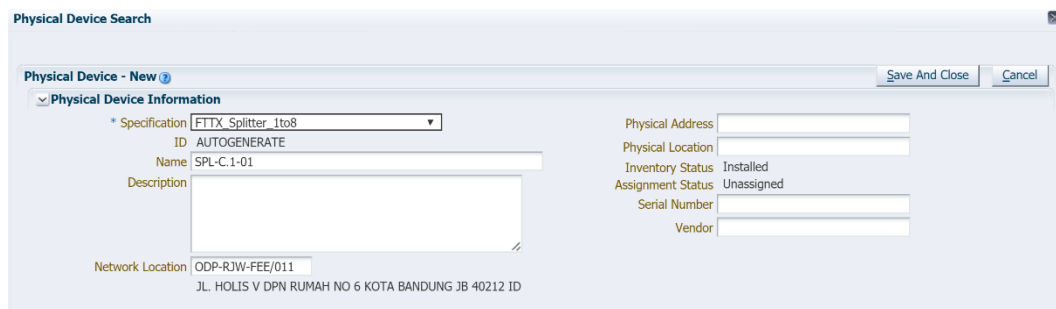 Physical Device Search
Physical Device - New
Save And Close
Cancel
Physical Device Information
* Specification FTTX_Splitter_1to8
ID AUTOGENERATE
Name SPL-C.1-01
Description
Network Location ODP-RJW-FEE/011
JL. HOLIS V DPN RUMAH NO 6 KOTA BANDUNG JB 40212 ID
Physical Address
Physical Location
Inventory Status Installed
Assignment Status Unassigned
Serial Number
Vendor